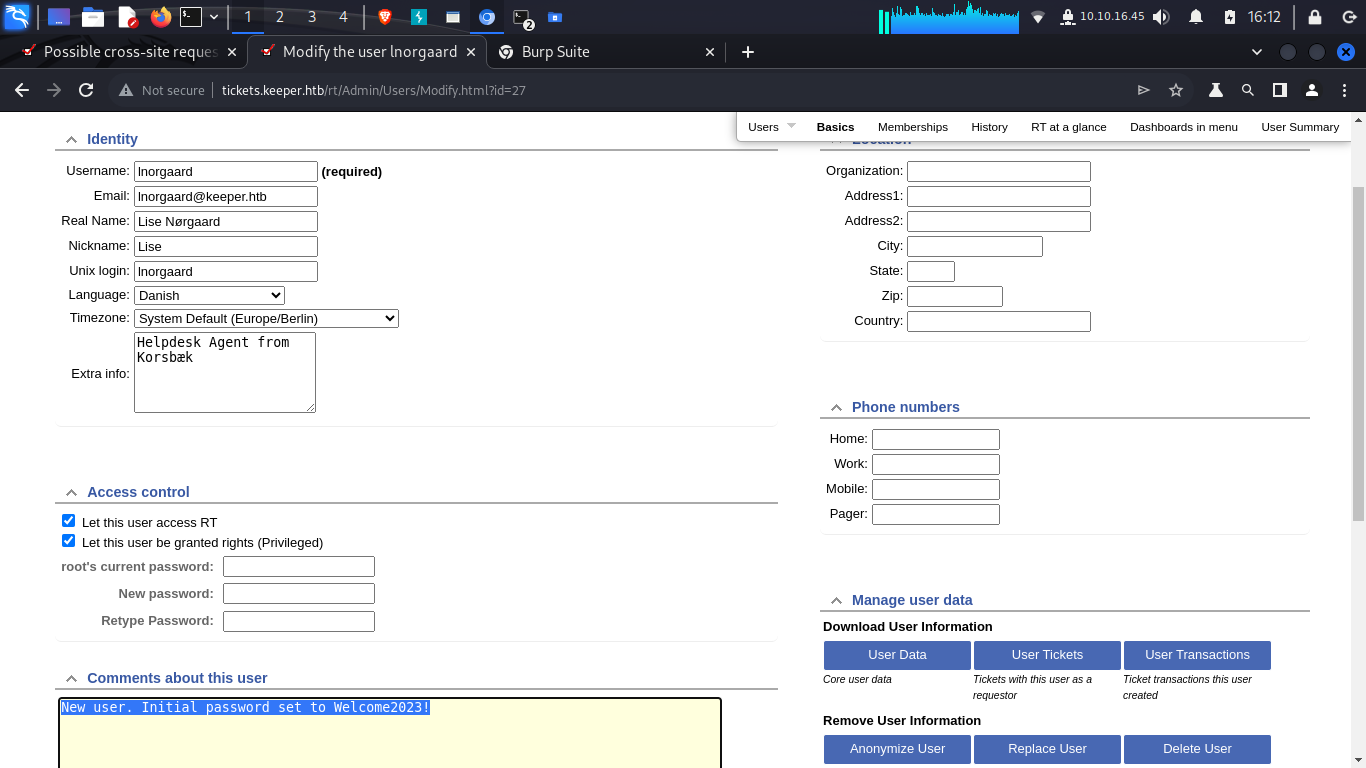 1 2 3 4 2 10.10.16.45 16:12
Possible cross-site reques Modify the user lnorgaard Burp Suite
Not secure tickets.keeper.htb/rt/Admin/Users/Modify.html?id=27
Users Basics Memberships History RT at a glance Dashboards in menu User Summary
Identity
Username: lnorgaard (required)
Email: lnorgaard@keeper.htb
Real Name: Lise Nørgaard
Nickname: Lise
Unix login: lnorgaard
Language: Danish
Timezone: System Default (Europe/Berlin)
Extra info: Helpdesk Agent from
Korsbæk
Access control
Let this user access RT
Let this user be granted rights (Privileged)
root's current password:
New password:
Retype Password:
Comments about this user
New user. Initial password set to Welcome2023!
Location
Organization:
Address1:
Address2:
City:
State:
Zip:
Country:
Phone numbers
Home:
Work:
Mobile:
Pager:
Manage user data
Download User Information
User Data User Tickets User Transactions
Core user data Tickets with this user as a Ticket transactions this user
requestor created
Remove User Information
Anonymize User Replace User Delete User